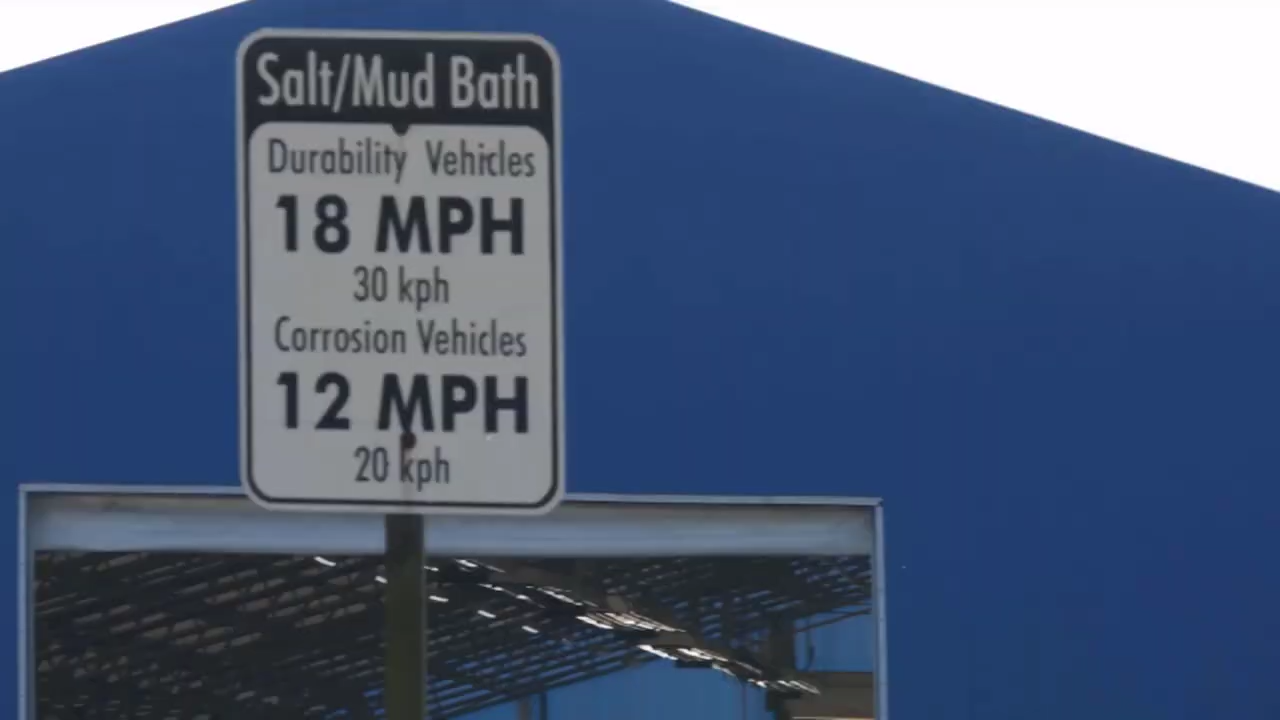 Salt/Mud Bath
Durability Vehicles
18 MPH
30 kph
Corrosion Vehicles
12 MPH
20 kph